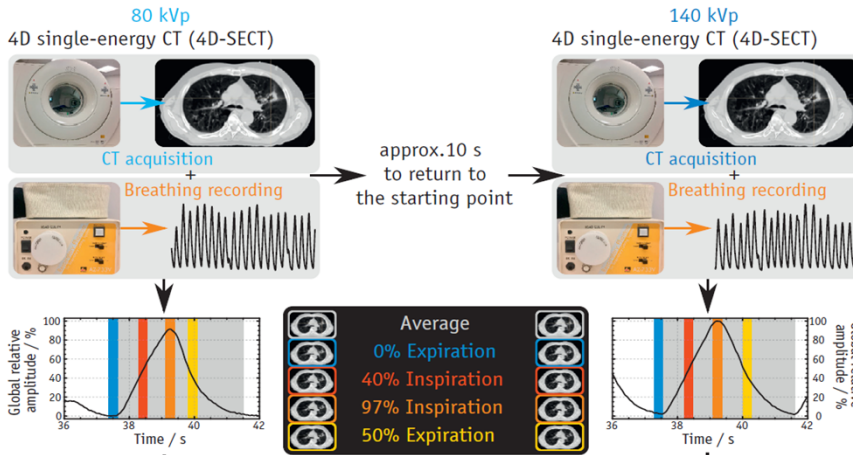 80 kVp
4D single-energy CT (4D-SECT)
CT acquisition
+
Breathing recording
approx.10 s
to return to
the starting point
140 kVp
4D single-energy CT (4D-SECT)
CT acquisition
+
Breathing recording
Global relative
amplitude / %
100
80
60
40
20
0
36
38
40
42
Time / s
Average
0% Expiration
40% Inspiration
97% Inspiration
50% Expiration
100
80
60
40
20
0
amplitude / %
36
38
40
42
Time / s